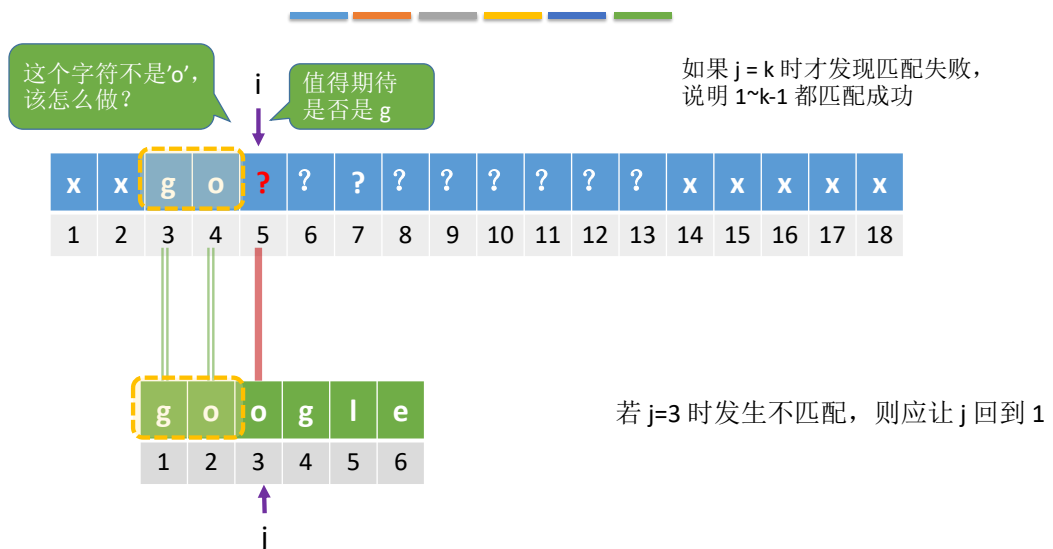 这个字符不是‘o’，
该怎么做？
i
值得期待
是否是 g
如果 j = k 时才发现匹配失败，
说明 1~k-1 都匹配成功
x x g o ? ? ? ? ? ? ? ? ? x x x x x
1 2 3 4 5 6 7 8 9 10 11 12 13 14 15 16 17 18
g o o g l e
1 2 3 4 5 6
j
若 j=3 时发生不匹配，则应让 j 回到 1